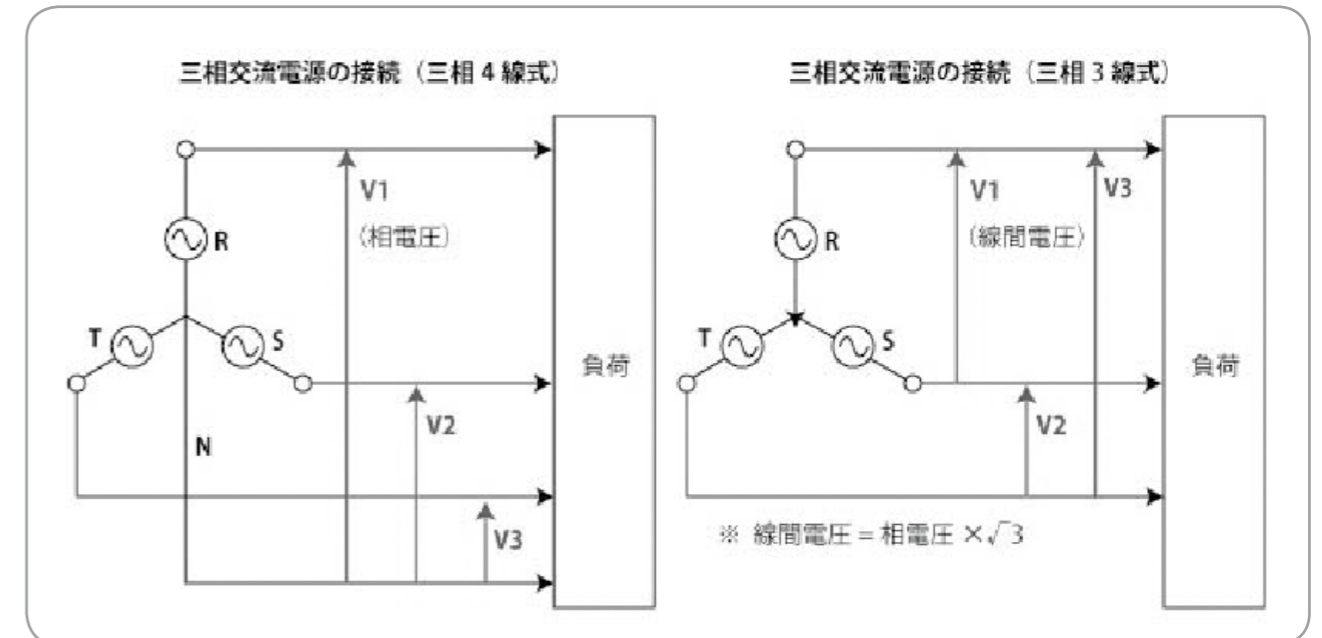 三相交流電源の接続（三相 4 線式）
R
T
S
N
V1
（相電圧）
V2
V3
負荷
三相交流電源の接続（三相 3 線式）
R
T
S
V1
（線間電圧）
V3
V2
負荷
※ 線間電圧 = 相電圧 ×√3